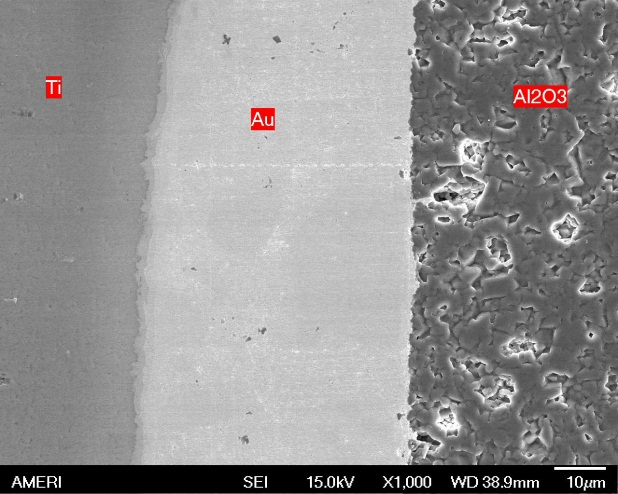 Ti
Au
Al2O3
AMERI SEI 15.0kV X1,000 WD 38.9mm 10µm